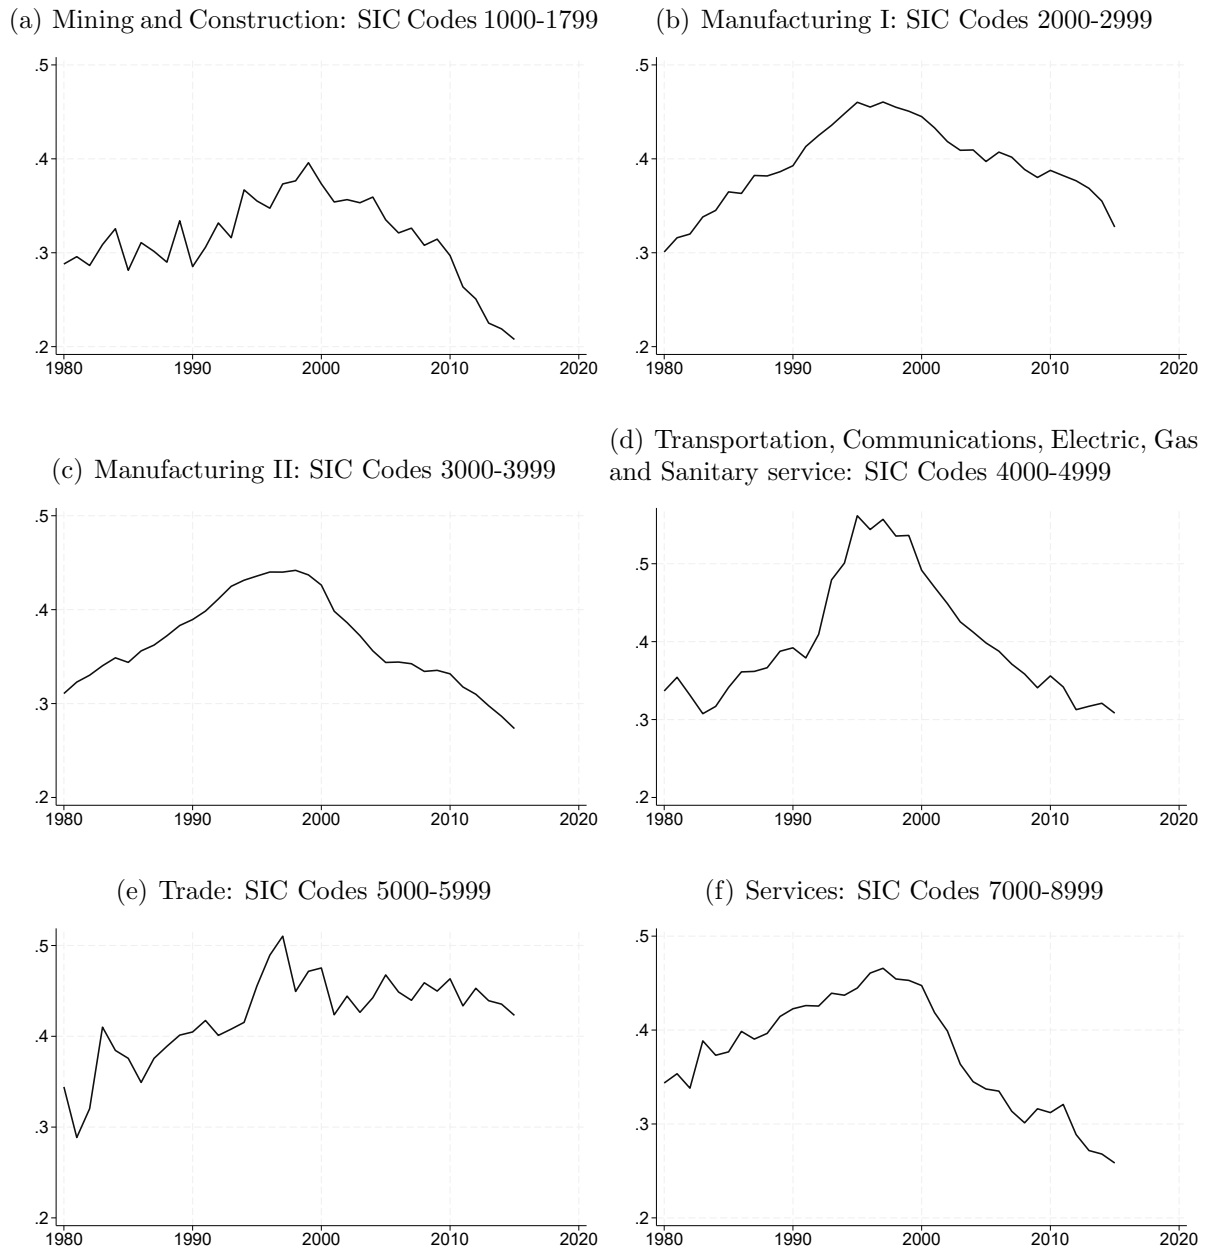 (a) Mining and Construction: SIC Codes 1000-1799
.5
.4
.3
.2
1980 1990 2000 2010 2020
(b) Manufacturing I: SIC Codes 2000-2999
.5
.4
.3
.2
1980 1990 2000 2010 2020
(c) Manufacturing II: SIC Codes 3000-3999
.5
.4
.3
.2
1980 1990 2000 2010 2020
(d) Transportation, Communications, Electric, Gas
and Sanitary service: SIC Codes 4000-4999
.5
.4
.3
.2
1980 1990 2000 2010 2020
(e) Trade: SIC Codes 5000-5999
.5
.4
.3
.2
1980 1990 2000 2010 2020
(f) Services: SIC Codes 7000-8999
.5
.4
.3
.2
1980 1990 2000 2010 2020